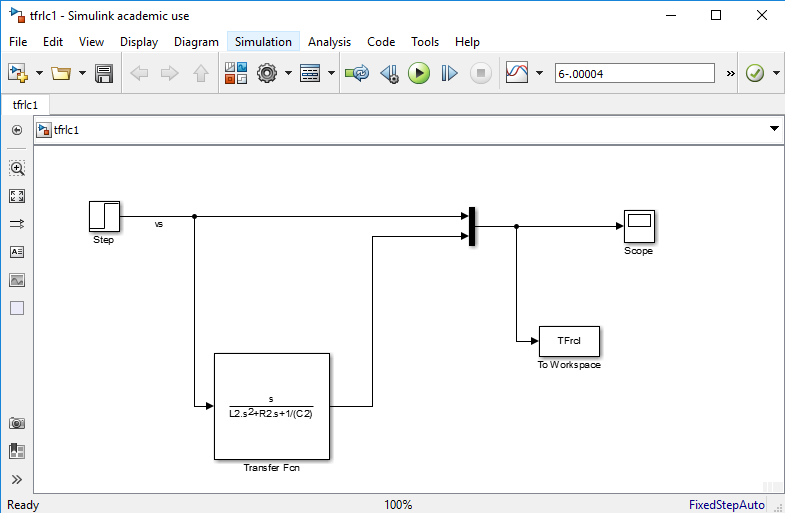 tfrlc1 - Simulink academic use
File Edit View Display Diagram Simulation Analysis Code Tools Help
6-.00004 »
tfrlc1
tfrlc1
vs
Step
Scope
TFrcl
To Workspace
s
L2.s^2+R2.s+1/(C2)
Transfer Fcn
Ready 100% FixedStepAuto